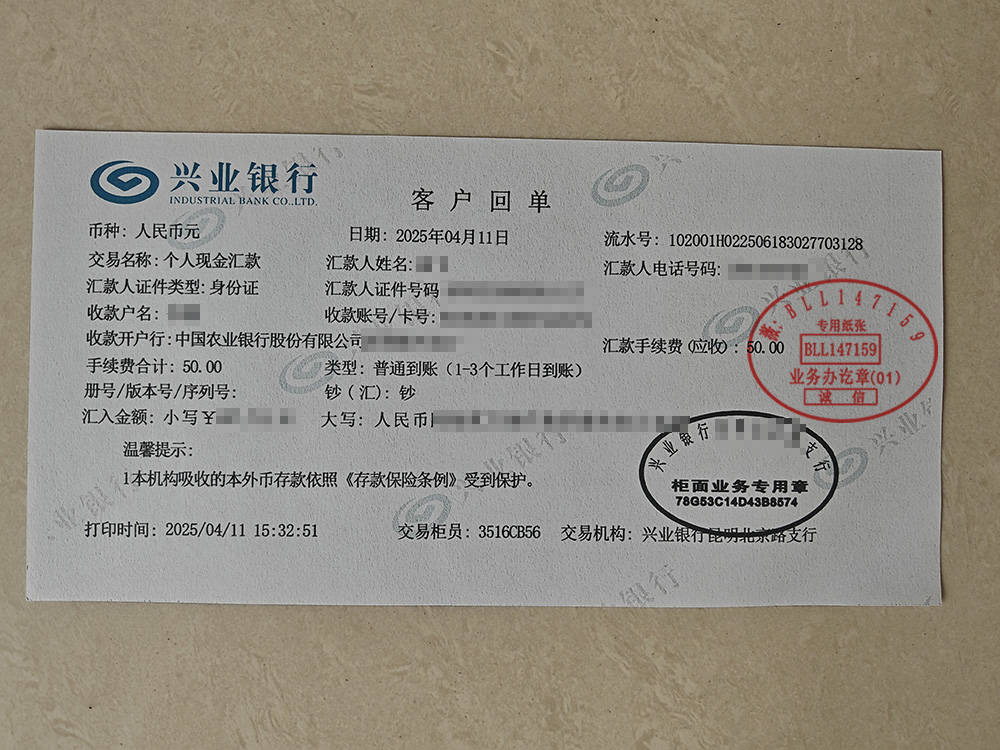 兴业银行
INDUSTRIAL BANK CO.,LTD.
客户回单
币种：人民币元 日期：2025年04月11日 流水号：102001H022506183027703128
交易名称：个人现金汇款 汇款人姓名： 汇款人电话号码：
汇款人证件类型：身份证 汇款人证件号码
收款户名： 收款账号/卡号：
收款开户行：中国农业银行股份有限公司 汇款手续费(应收)：50.00
手续费合计：50.00 类型：普通到账（1-3个工作日到账）
册号/版本号/序列号： 钞（汇）：钞
汇入金额：小写￥ 大写：人民币
温馨提示：
1本机构吸收的本外币存款依照《存款保险条例》受到保护。
打印时间：2025/04/11 15:32:51 交易柜员：3516CB56 交易机构：兴业银行昆明北京路支行
BLL147159
专用纸张
BLL147159
业务办讫章(01)
诚信
兴业银行 支行
柜面业务专用章
78G53C14D43B8574